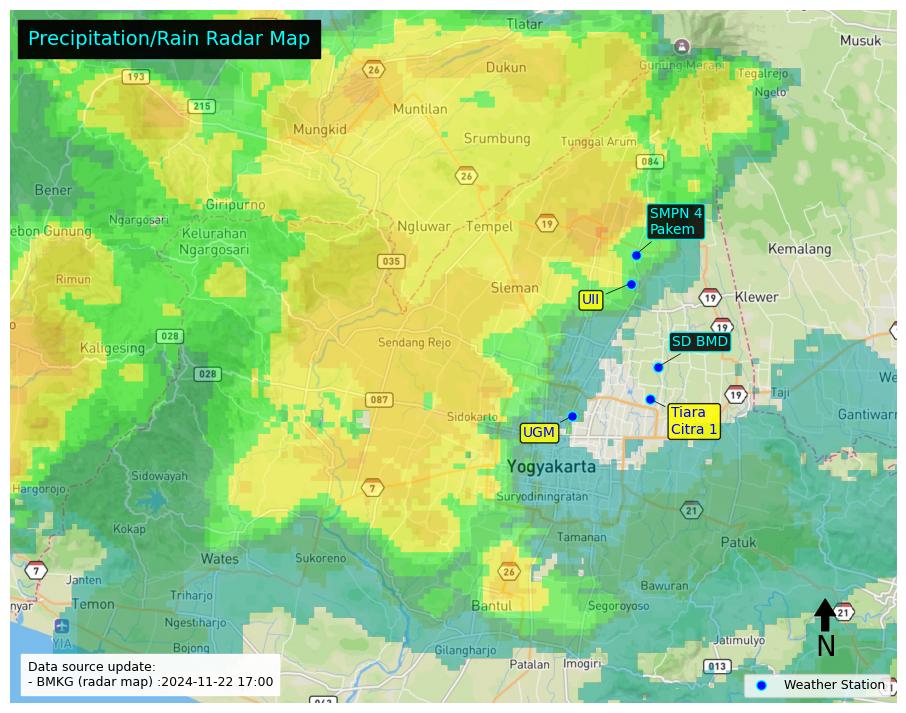 Precipitation/Rain Radar Map
Tlatar
Musuk
193
26
Dukun
Gunung Merapi
Tegalrejo
Ngelo
215
Muntilan
Mungkid
Srumbung
Tunggal Arum
084
26
Bener
Giripurno
SMPN 4
Pakem
Ngargosari
Kelurahan
Ngargosari
Ngluwar
Tempel
19
ebon Gunung
Kemalang
035
Rimun
Sleman
UII
19
Klewer
19
028
Sendang Rejo
SD BMD
Kaligesing
028
087
19
Taji
We
Sidokarto
Tiara
Citra 1
Gantiwarn
UGM
Yogyakarta
Sidowayah
Hargorojo
7
Suryodiningratan
21
Kokap
Tamanan
Patuk
Wates
Sukoreno
7
26
Janten
Bawuran
nyar
Temon
Triharjo
Bantul
Segoroyoso
21
Ngestiharjo
YIA
N
Bojong
Gilangharjo
Jatimulyo
Patalan
Imogiri
013
Data source update:
- BMKG (radar map) :2024-11-22 17:00
Weather Station